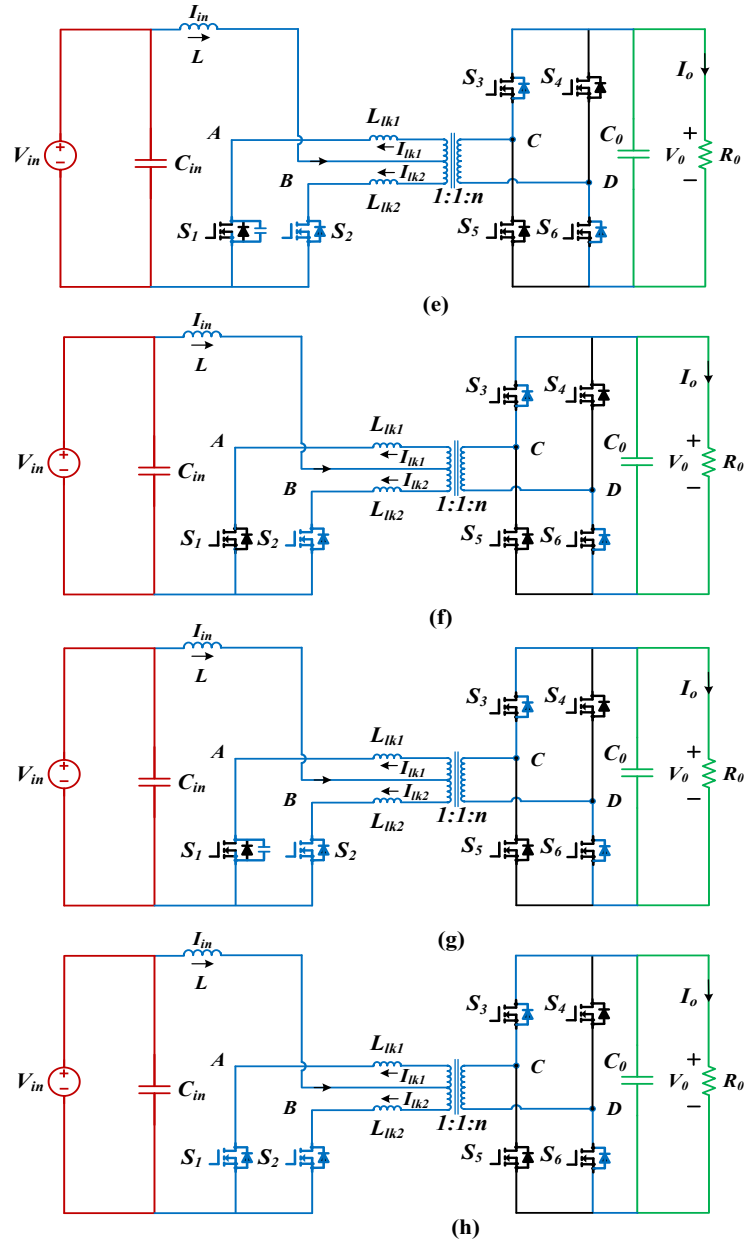 I_in
L
L_lk1
A
I_lk1
B
I_lk2
L_lk2
1:1:n
V_in
+
−
C_in
S_1
S_2
S_3
S_4
C
D
S_5
S_6
C_0
I_o
+
V_0
−
R_0
(e)
I_in
L
L_lk1
A
I_lk1
B
I_lk2
L_lk2
1:1:n
V_in
+
−
C_in
S_1
S_2
S_3
S_4
C
D
S_5
S_6
C_0
I_o
+
V_0
−
R_0
(f)
I_in
L
L_lk1
A
I_lk1
B
I_lk2
L_lk2
1:1:n
V_in
+
−
C_in
S_1
S_2
S_3
S_4
C
D
S_5
S_6
C_0
I_o
+
V_0
−
R_0
(g)
I_in
L
L_lk1
A
I_lk1
B
I_lk2
L_lk2
1:1:n
V_in
+
−
C_in
S_1
S_2
S_3
S_4
C
D
S_5
S_6
C_0
I_o
+
V_0
−
R_0
(h)